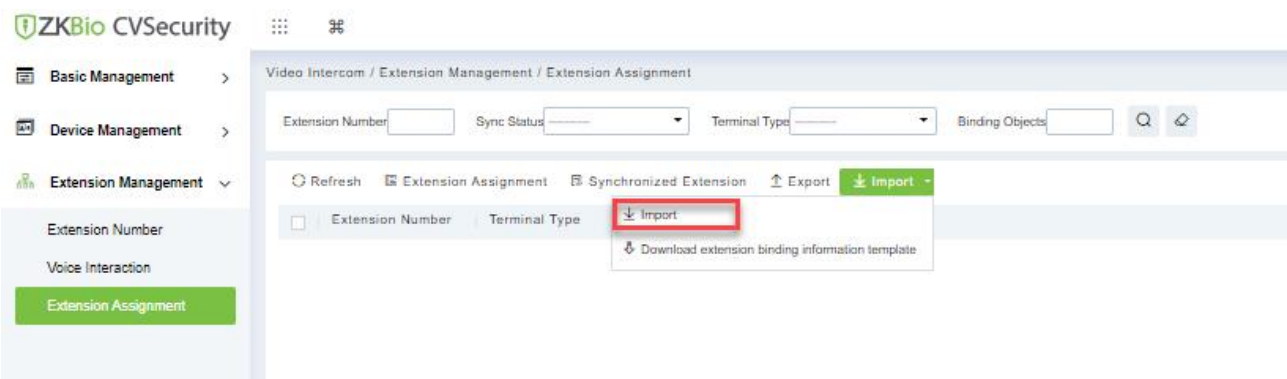 ZKBio CVSecurity
Basic Management
Device Management
Extension Management
Extension Number
Voice Interaction
Extension Assignment
Video Intercom / Extension Management / Extension Assignment
Extension Number Sync Status --------- Terminal Type --------- Binding Objects
Refresh Extension Assignment Synchronized Extension Export Import
Extension Number Terminal Type
Import
Download extension binding information template